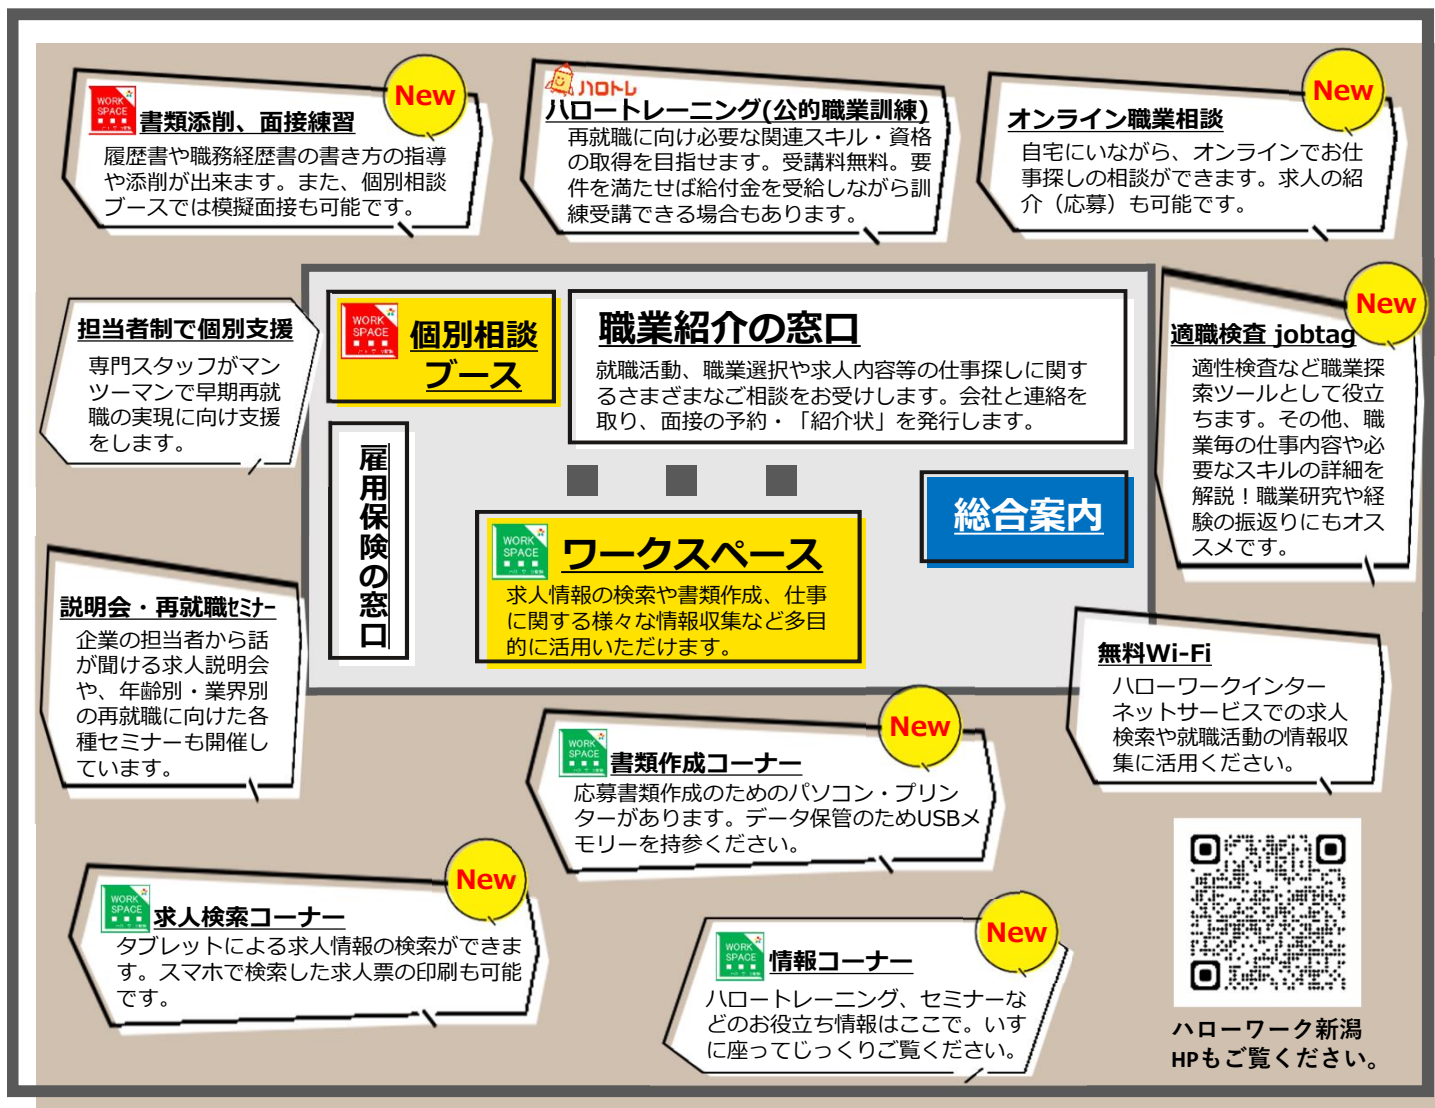 WORK
SPACE
書類添削、面接練習
New
履歴書や職務経歴書の書き方の指導
や添削が出来ます。また、個別相談
ブースでは模擬面接も可能です。
ハロトレ
ハロートレーニング(公的職業訓練)
再就職に向け必要な関連スキル・資格
の取得を目指せます。受講料無料。要
件を満たせば給付金を受給しながら訓
練受講できる場合もあります。
New
オンライン職業相談
自宅にいながら、オンラインでお仕
事探しの相談ができます。求人の紹
介（応募）も可能です。
担当者制で個別支援
専門スタッフがマン
ツーマンで早期再就
職の実現に向け支援
をします。
WORK
SPACE
個別相談
ブース
職業紹介の窓口
就職活動、職業選択や求人内容等の仕事探しに関す
るさまざまなご相談をお受けします。会社と連絡を
取り、面接の予約・「紹介状」を発行します。
New
適職検査 jobtag
適性検査など職業探
索ツールとして役立
ちます。その他、職
業毎の仕事内容や必
要なスキルの詳細を
解説！職業研究や経
験の振返りにもオス
スメです。
雇用保険の窓口
総合案内
WORK
SPACE
ワークスペース
求人情報の検索や書類作成、仕事
に関する様々な情報収集など多目
的に活用いただけます。
説明会・再就職ｾﾐﾅｰ
企業の担当者から話
が聞ける求人説明会
や、年齢別・業界別
の再就職に向けた各
種セミナーも開催し
ています。
無料Wi-Fi
ハローワークインター
ネットサービスでの求人
検索や就職活動の情報収
集に活用ください。
New
WORK
SPACE
書類作成コーナー
応募書類作成のためのパソコン・プリン
ターがあります。データ保管のためUSBメ
モリーを持参ください。
New
WORK
SPACE
求人検索コーナー
タブレットによる求人情報の検索ができま
す。スマホで検索した求人票の印刷も可能
です。
New
WORK
SPACE
情報コーナー
ハロートレーニング、セミナーな
どのお役立ち情報はここで。いす
に座ってじっくりご覧ください。
ハローワーク新潟
HPもご覧ください。